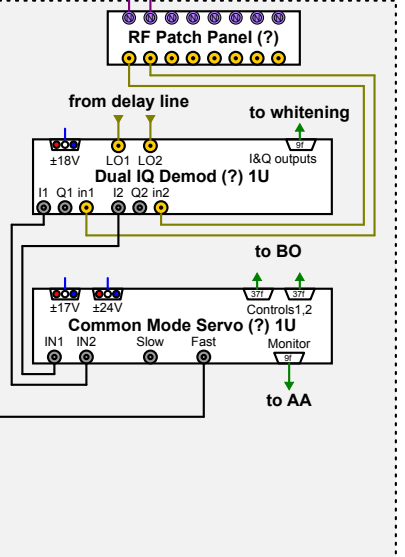 RF Patch Panel (?)
from delay line
to whitening
±18V
LO1
LO2
9f
I&Q outputs
Dual IQ Demod (?) 1U
I1 Q1 in1 I2 Q2 in2
to BO
37f
37f
±17V
±24V
Controls1,2
Common Mode Servo (?) 1U
IN1 IN2 Slow Fast Monitor
9f
to AA